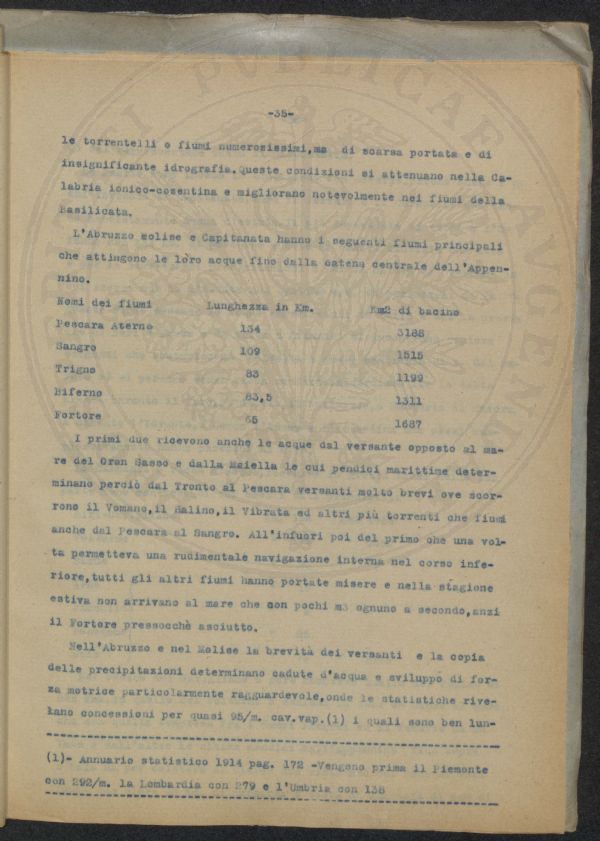 -35-
le torrentelli o fiumi numerosissimi,ma di scarsa portata e di
insignificante idrografia.Queste condizioni si attenuano nella Ca-
labria ionico-cosentina e migliorano notevolmente nei fiumi della
Basilicata.
L'Abruzzo Molise e Capitanata hanno i seguenti fiumi principali
che attingono le loro acque fino dalla catena centrale dell'Appen-
nino.
Nomi dei fiumi Lunghezza in Km. Km2 di bacino
Pescara Aterno 134 3188
Sangro 109 1515
Trigno 83 1199
Biferno 83,5 1311
Fortore 65 1687
I primi due ricevono anche le acque dal versante opposto al ma-
re del Gran Sasso e dalla Maiella le cui pendici marittime deter-
minano perciò dal Tronto al Pescara versanti molto brevi ove scor-
rono il Vomano,il Salino,il Vibrata ed altri più torrenti che fiumi
anche dal Pescara al Sangro. All'infuori poi del primo che una vol-
ta permetteva una rudimentale navigazione interna nel corso infe-
riore,tutti gli altri fiumi hanno portate misere e nella stagione
estiva non arrivano al mare che con pochi m3 ognuno a secondo,anzi
il Fortore pressocchè asciutto.
Nell'Abruzzo e nel Molise la brevità dei versanti e la copia
delle precipitazioni determinano cadute d'acqua e sviluppo di for-
za motrice particolarmente ragguardevole,onde le statistiche rive-
lano concessioni per quasi 95/m. cav.vap.(1) i quali sono ben lun-
(1)- Annuario statistico 1914 pag. 172 -Vengono prima il Piemonte
con 292/m. la Lombardia con 279 e l'Umbria con 138